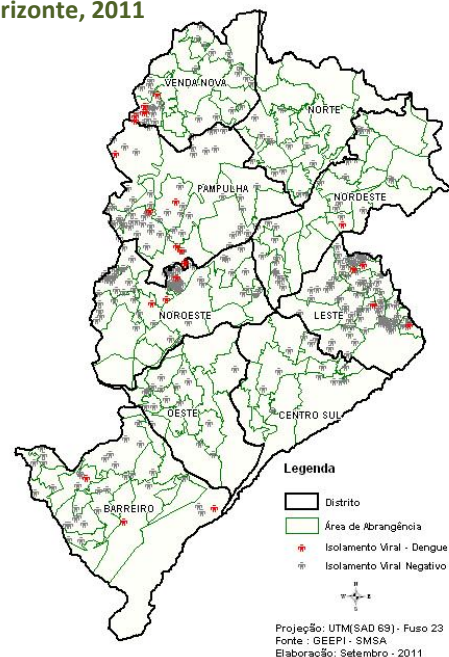 rizonte, 2011
VENDA NOVA
NORTE
PAMPULHA
NORDESTE
NOROESTE
LESTE
OESTE
CENTRO SUL
BARREIRO
Legenda
Distrito
Área de Abrangência
Isolamento Viral - Dengue
Isolamento Viral Negativo
N
W E
S
Projeção: UTM(SAD 69) - Fuso 23
Fonte : GEEPI - SMSA
Elaboração: Setembro - 2011